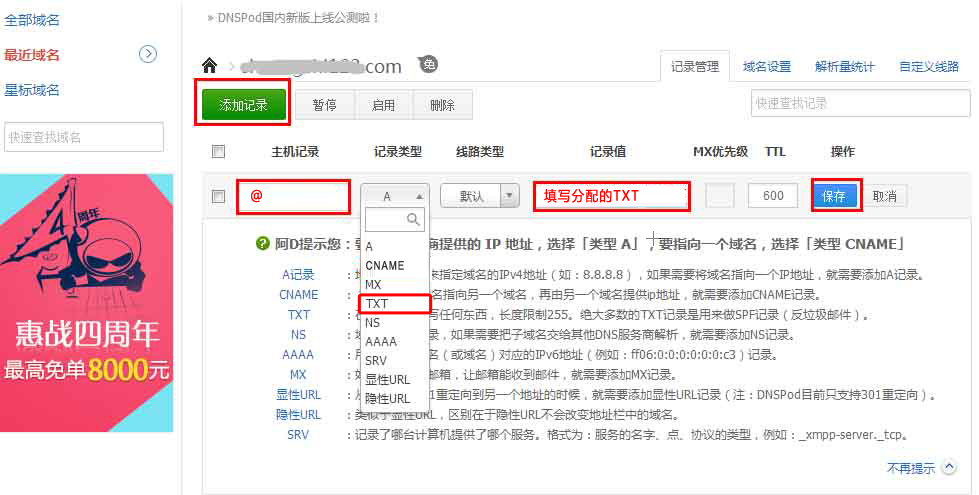 全部域名
最近域名
星标域名
快速查找域名
4周年
惠战四周年
最高免单8000元
» DNSPod国内新版上线公测啦！
.com 免
记录管理 域名设置 解析量统计 自定义线路
添加记录 暂停 启用 删除 快速查找记录
主机记录 记录类型 线路类型 记录值 MX优先级 TTL 操作
@ A 默认 填写分配的TXT 600 保存 取消
A
CNAME
MX
TXT
NS
AAAA
SRV
显性URL
隐性URL
阿D提示您：商提供的 IP 地址，选择「类型 A」，要指向一个域名，选择「类型 CNAME」
A记录 ：来指定域名的IPv4地址（如：8.8.8.8），如果需要将域名指向一个IP地址，就需要添加A记录。
CNAME ：名指向另一个域名，再由另一个域名提供ip地址，就需要添加CNAME记录。
TXT ：写任何东西，长度限制255。绝大多数的TXT记录是用来做SPF记录（反垃圾邮件）。
NS ：录，如果需要把子域名交给其他DNS服务商解析，就需要添加NS记录。
AAAA ：名（或域名）对应的IPv6地址（例如：ff06:0:0:0:0:0:0:c3）记录。
MX ：邮箱，让邮箱能收到邮件，就需要添加MX记录。
显性URL ：从1重定向到另一个地址的时候，就需要添加显性URL记录（注：DNSPod目前只支持301重定向）。
隐性URL ：类似于显性URL，区别在于隐性URL不会改变地址栏中的域名。
SRV ：记录了哪台计算机提供了哪个服务。格式为：服务的名字、点、协议的类型，例如：_xmpp-server._tcp。
不再提示